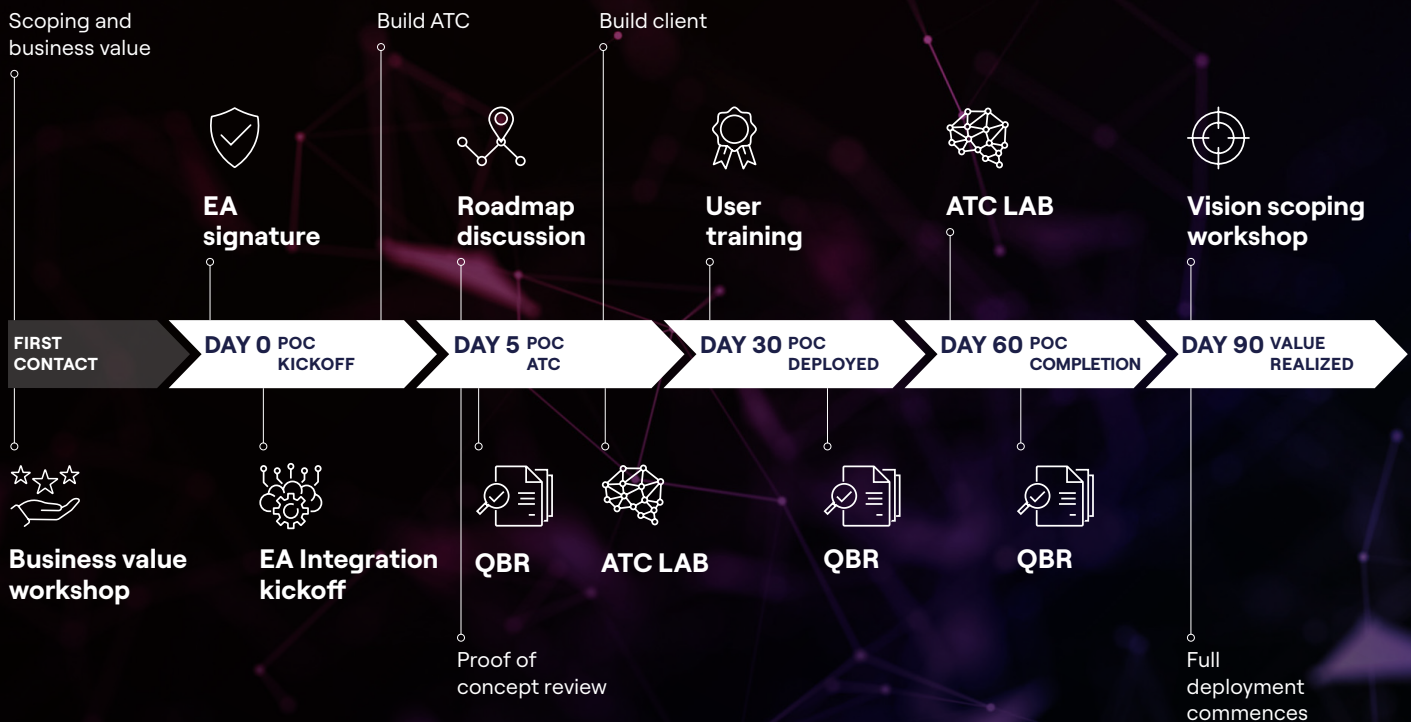 Scoping and
business value
Build ATC
Build client
EA
signature
Roadmap
discussion
User
training
ATC LAB
Vision scoping
workshop
FIRST
CONTACT
DAY 0 POC
KICKOFF
DAY 5 POC
ATC
DAY 30 POC
DEPLOYED
DAY 60 POC
COMPLETION
DAY 90 VALUE
REALIZED
Business value
workshop
EA Integration
kickoff
QBR
ATC LAB
QBR
QBR
Proof of
concept review
Full
deployment
commences